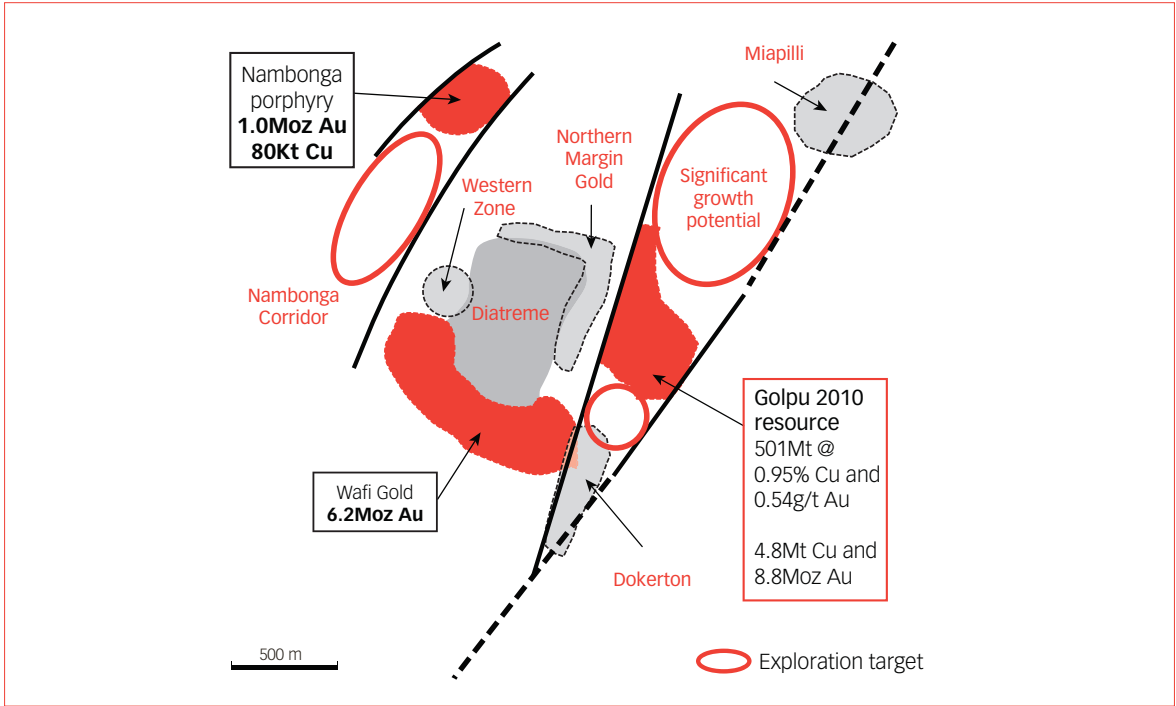 Nambonga
porphyry
1.0Moz Au
80Kt Cu
Miapilli
Northern
Margin
Gold
Western
Zone
Significant
growth
potential
Nambonga
Corridor
Diatreme
Golpu 2010
resource
501Mt @
0.95% Cu and
0.54g/t Au
4.8Mt Cu and
8.8Moz Au
Wafi Gold
6.2Moz Au
Dokerton
500 m
Exploration target